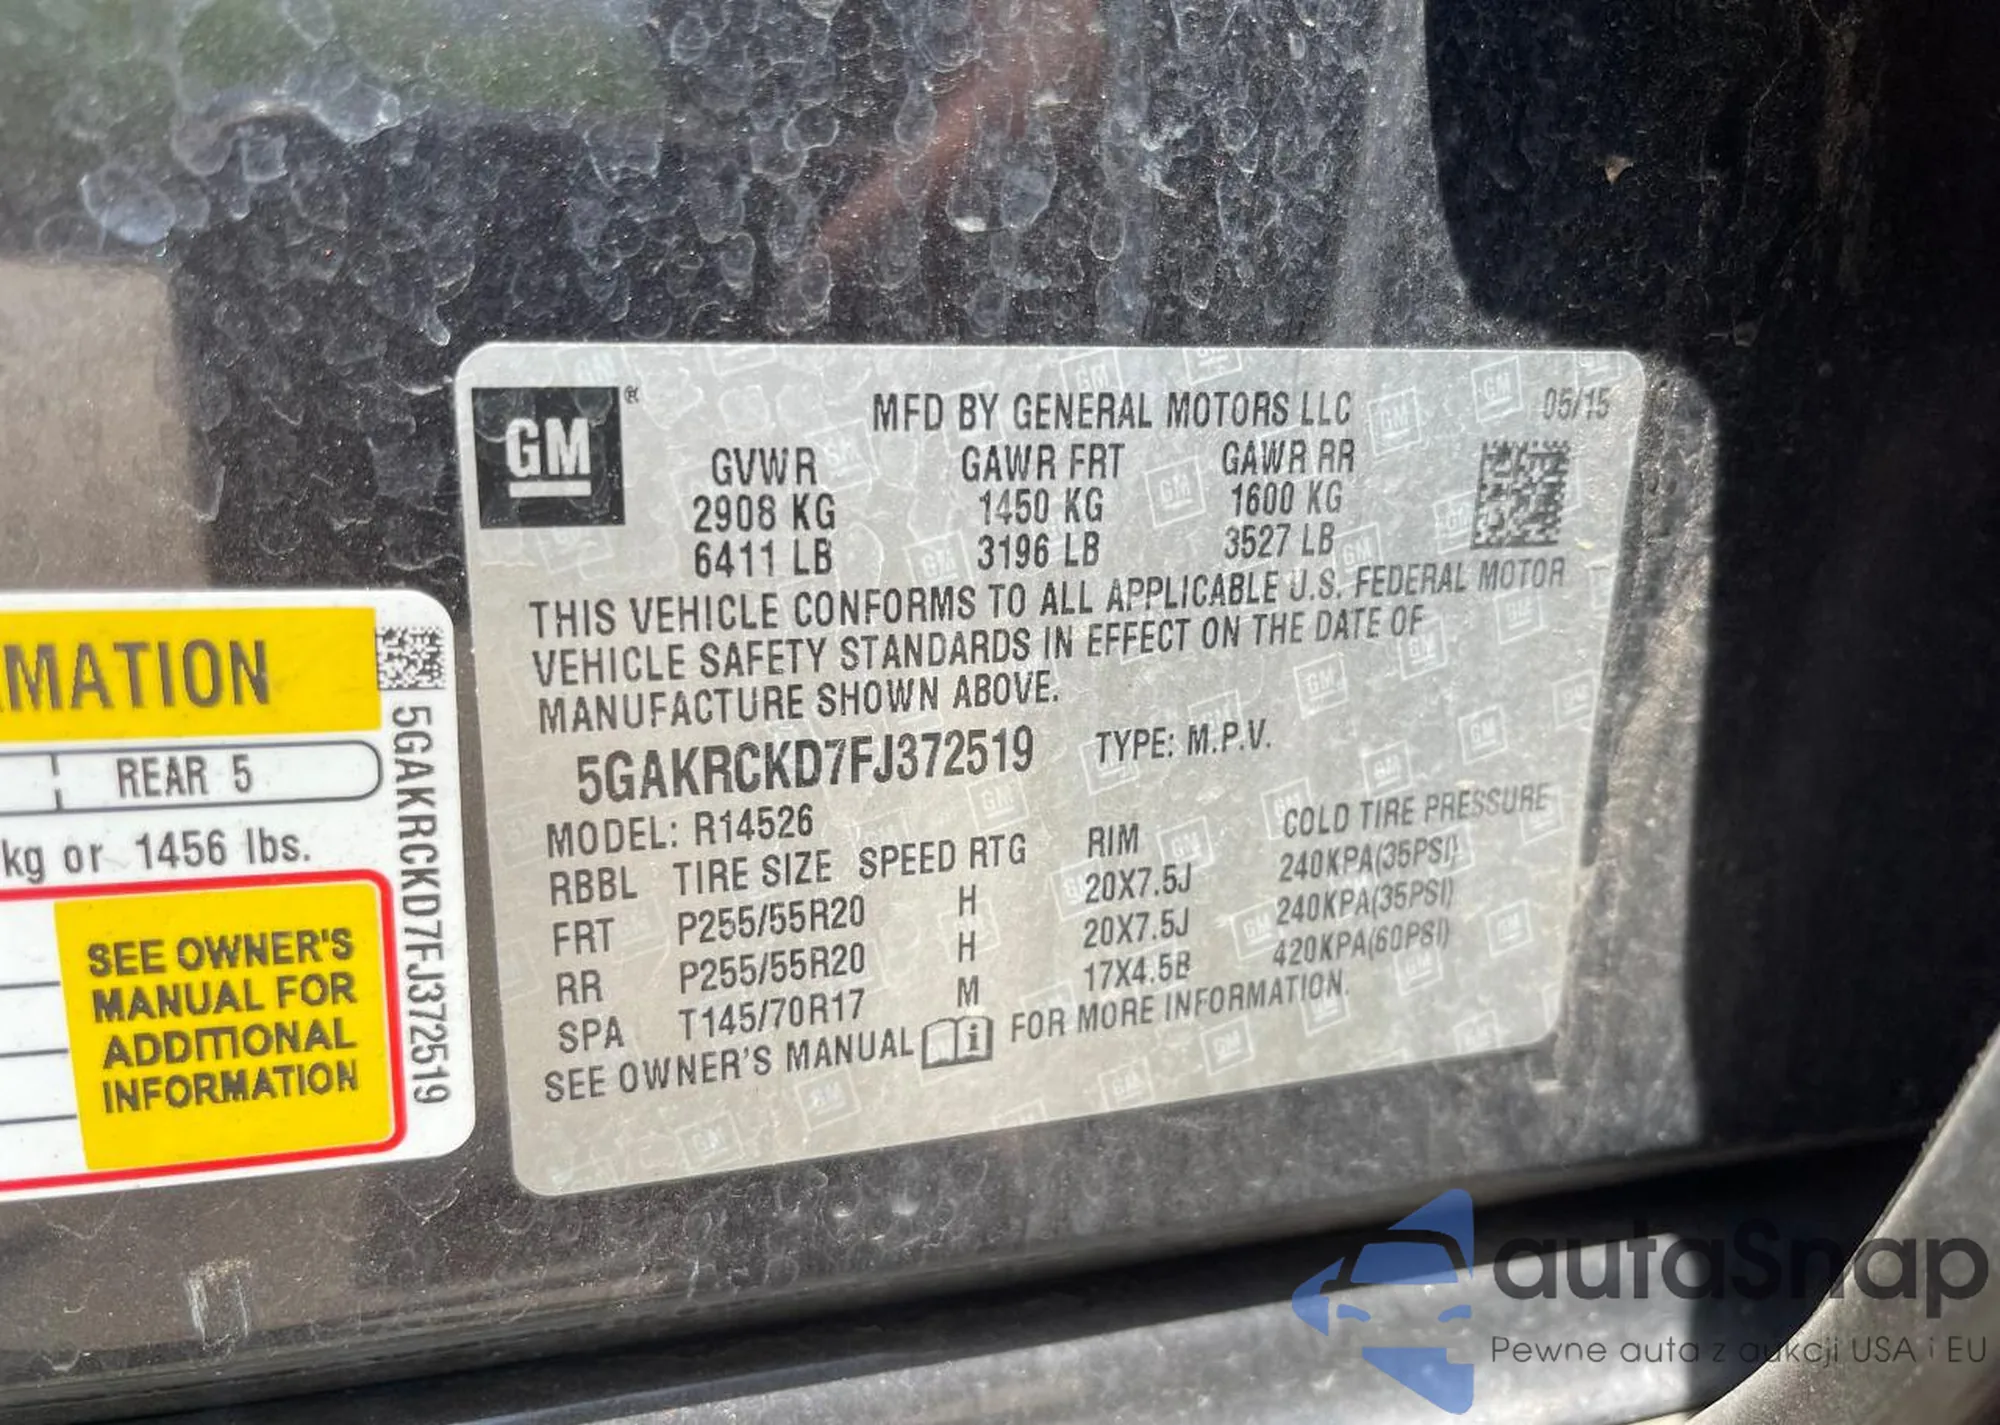 MATION
REAR 5
kg or 1456 lbs.
SEE OWNER'S
MANUAL FOR
ADDITIONAL
INFORMATION
5GAKRCKD7FJ372519
GM®
MFD BY GENERAL MOTORS LLC 05/15
GVWR GAWR FRT GAWR RR
2908 KG 1450 KG 1600 KG
6411 LB 3196 LB 3527 LB
THIS VEHICLE CONFORMS TO ALL APPLICABLE U.S. FEDERAL MOTOR
VEHICLE SAFETY STANDARDS IN EFFECT ON THE DATE OF
MANUFACTURE SHOWN ABOVE.
5GAKRCKD7FJ372519 TYPE: M.P.V.
MODEL: R14526
RBBL TIRE SIZE SPEED RTG RIM COLD TIRE PRESSURE
FRT P255/55R20 H 20X7.5J 240KPA(35PSI)
RR P255/55R20 H 20X7.5J 240KPA(35PSI)
SPA T145/70R17 M 17X4.5B 420KPA(60PSI)
SEE OWNER'S MANUAL FOR MORE INFORMATION.
autaSnap
Pewne auta z aukcji USA i EU